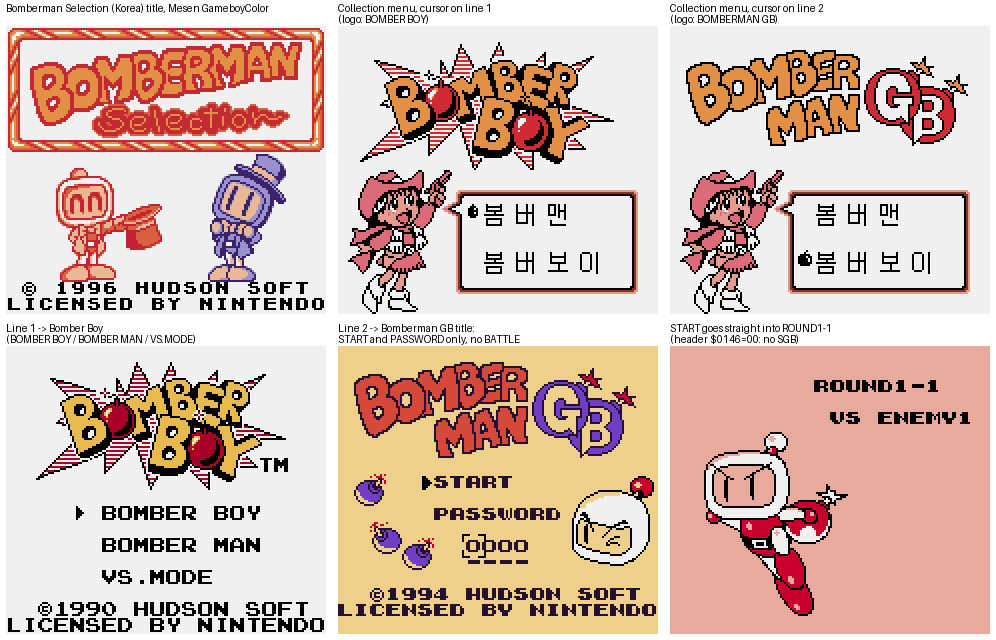 Bomberman Selection (Korea) title, Mesen GameboyColor
BOMBERMAN
Selection
© 1996 HUDSON SOFT
LICENSED BY NINTENDO
Collection menu, cursor on line 1
(logo: BOMBER BOY)
BOMBER
BOY
봄버맨
봄버보이
Collection menu, cursor on line 2
(logo: BOMBERMAN GB)
BOMBER
MAN
GB
봄버맨
봄버보이
Line 1 -> Bomber Boy
(BOMBER BOY / BOMBER MAN / VS.MODE)
BOMBER
BOY
TM
BOMBER BOY
BOMBER MAN
VS.MODE
©1990 HUDSON SOFT
LICENSED BY NINTENDO
Line 2 -> Bomberman GB title:
START and PASSWORD only, no BATTLE
BOMBER
MAN
GB
START
PASSWORD
0000
©1994 HUDSON SOFT
LICENSED BY NINTENDO
START goes straight into ROUND1-1
(header $0146=00: no SGB)
ROUND1-1
VS ENEMY1